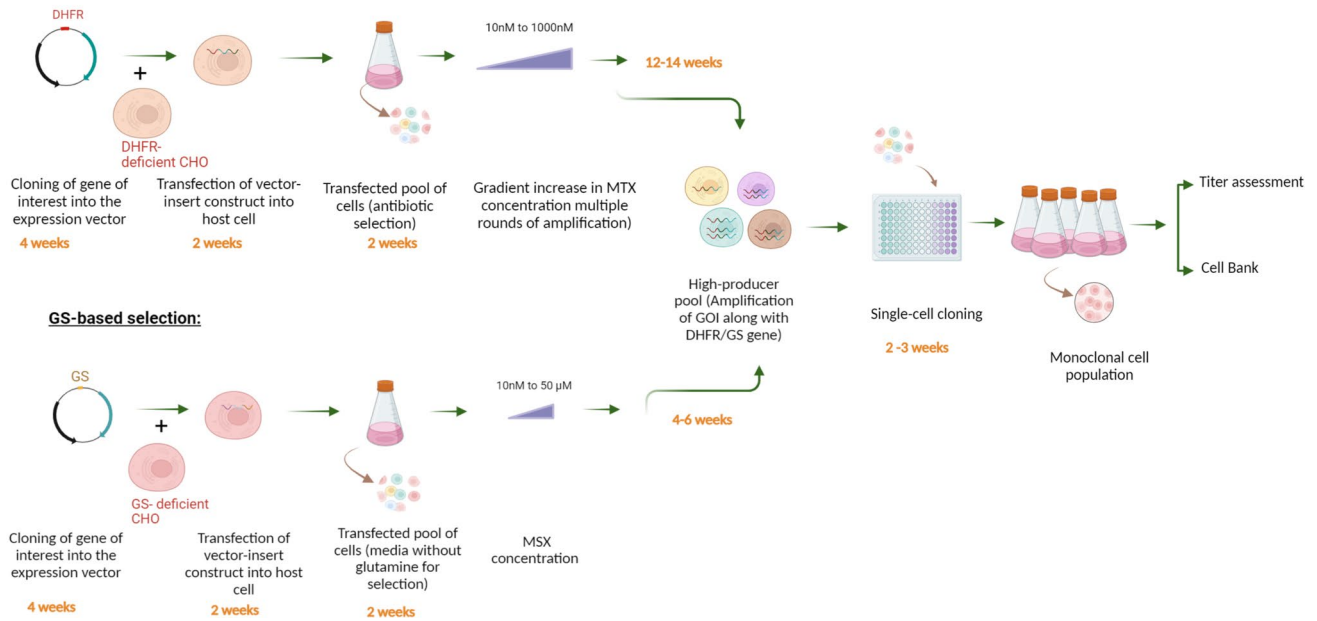 DHFR
10nM to 1000nM
12-14 weeks
+
DHFR-
deficient CHO
Cloning of gene of
interest into the
expression vector
4 weeks
Transfection of vector-
insert construct into
host cell
2 weeks
Transfected pool of
cells (antibiotic
selection)
2 weeks
Gradient increase in MTX
concentration multiple
rounds of amplification)
High-producer
pool (Amplification
of GOI along with
DHFR/GS gene)
Single-cell cloning
2 -3 weeks
Monoclonal cell
population
Titer assessment
Cell Bank
GS-based selection:
GS
10nM to 50 µM
4-6 weeks
+
GS- deficient
CHO
Cloning of gene of
interest into the
expression vector
4 weeks
Transfection of
vector-insert
construct into host
cell
2 weeks
Transfected pool of
cells (media without
glutamine for
selection)
2 weeks
MSX
concentration